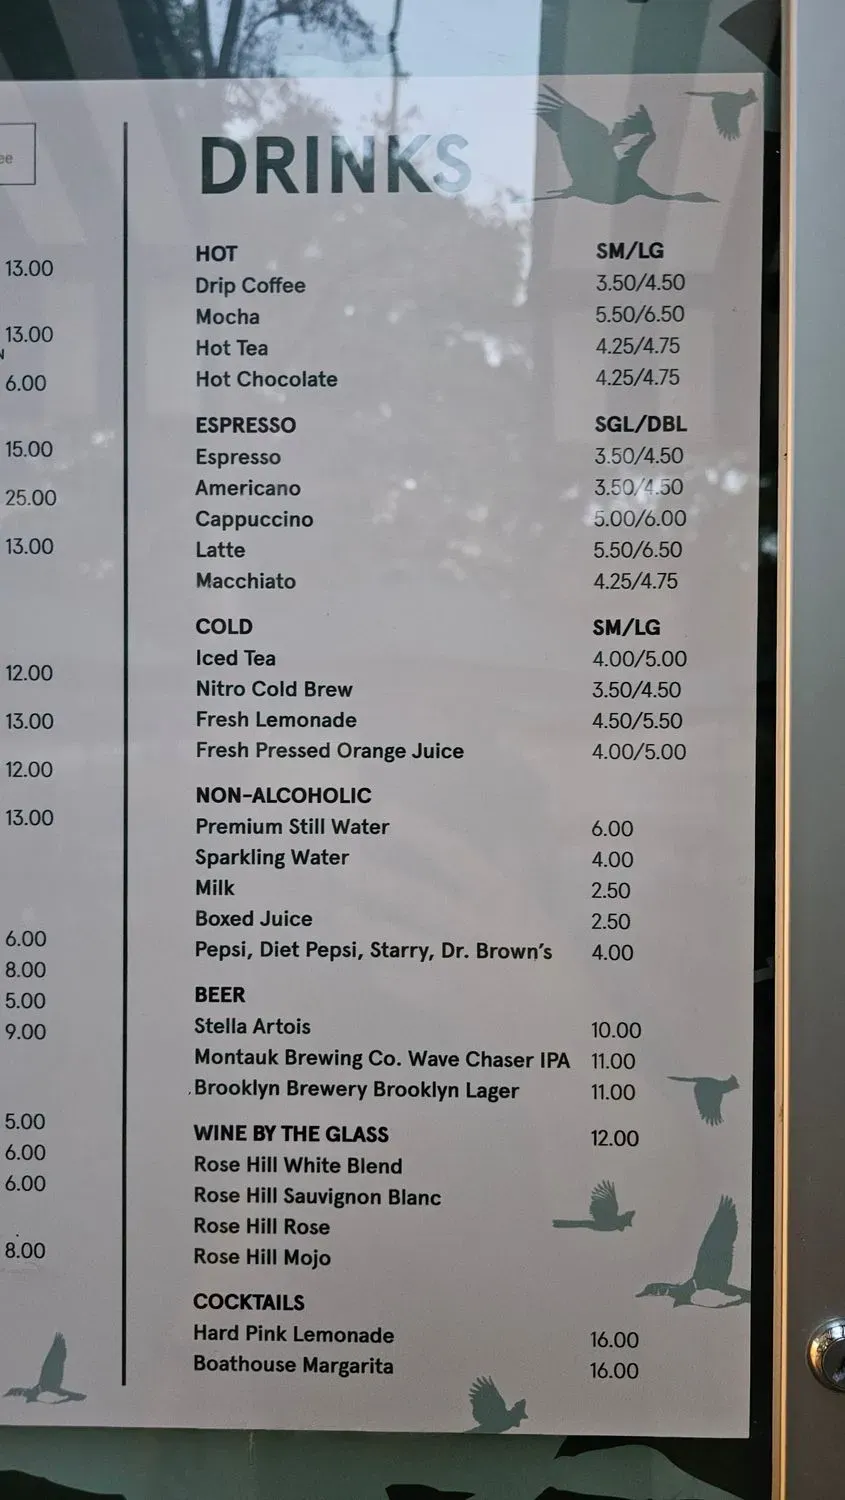 ee
13.00
13.00
N
6.00
15.00
25.00
13.00
12.00
13.00
12.00
13.00
6.00
8.00
5.00
9.00
5.00
6.00
6.00
8.00
DRINKS
HOT SM/LG
Drip Coffee 3.50/4.50
Mocha 5.50/6.50
Hot Tea 4.25/4.75
Hot Chocolate 4.25/4.75
ESPRESSO SGL/DBL
Espresso 3.50/4.50
Americano 3.50/4.50
Cappuccino 5.00/6.00
Latte 5.50/6.50
Macchiato 4.25/4.75
COLD SM/LG
Iced Tea 4.00/5.00
Nitro Cold Brew 3.50/4.50
Fresh Lemonade 4.50/5.50
Fresh Pressed Orange Juice 4.00/5.00
NON-ALCOHOLIC
Premium Still Water 6.00
Sparkling Water 4.00
Milk 2.50
Boxed Juice 2.50
Pepsi, Diet Pepsi, Starry, Dr. Brown's 4.00
BEER
Stella Artois 10.00
Montauk Brewing Co. Wave Chaser IPA 11.00
Brooklyn Brewery Brooklyn Lager 11.00
WINE BY THE GLASS 12.00
Rose Hill White Blend
Rose Hill Sauvignon Blanc
Rose Hill Rose
Rose Hill Mojo
COCKTAILS
Hard Pink Lemonade 16.00
Boathouse Margarita 16.00